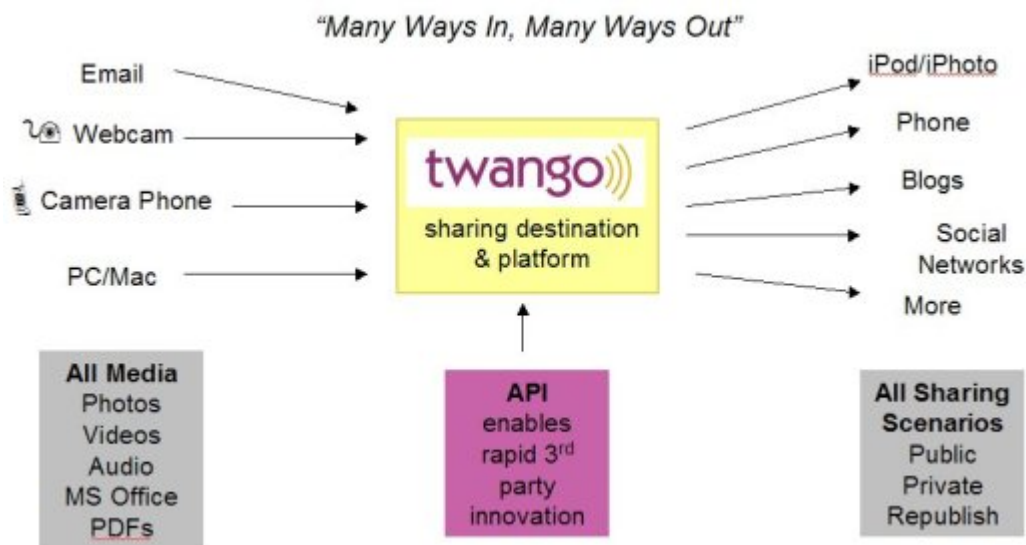 “Many Ways In, Many Ways Out”
Email
Webcam
Camera Phone
PC/Mac
twango
sharing destination
& platform
iPod/iPhoto
Phone
Blogs
Social
Networks
More
All Media
Photos
Videos
Audio
MS Office
PDFs
API
enables
rapid 3rd
party
innovation
All Sharing
Scenarios
Public
Private
Republish